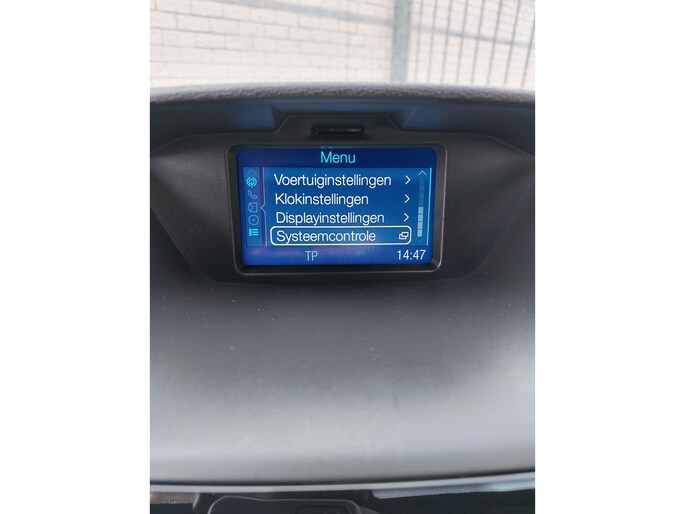 Menu
Voertuiginstellingen
Klokinstellingen
Displayinstellingen
Systeemcontrole
TP 14:47